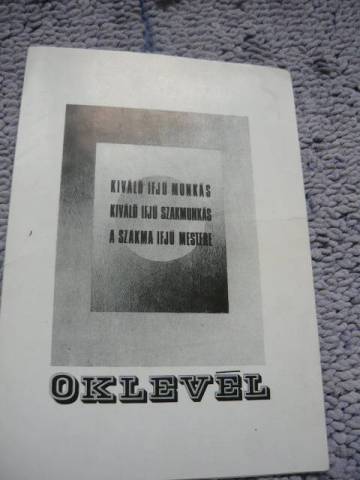 KIVÁLÓ IFJÚ MUNKÁS
KIVÁLÓ IFJÚ SZAKMUNKÁS
A SZAKMA IFJÚ MESTERE
OKLEVÉL